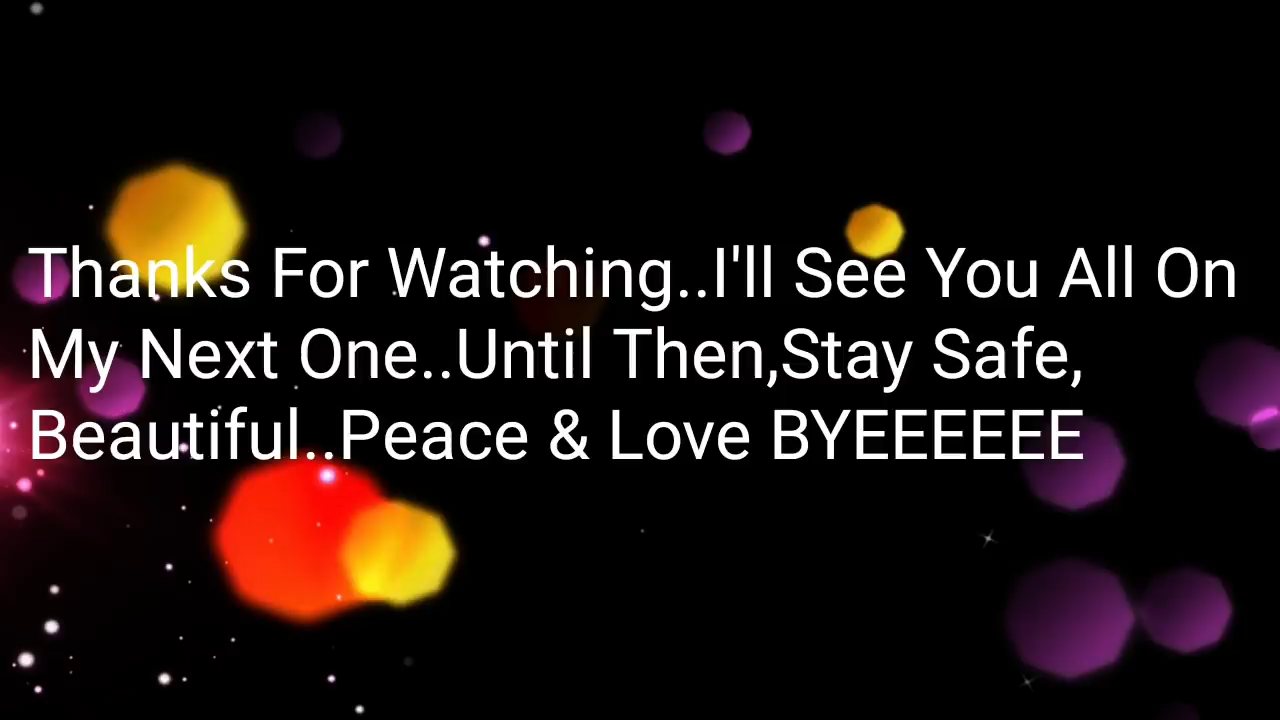 Thanks For Watching..I'll See You All On
My Next One..Until Then,Stay Safe,
Beautiful..Peace & Love BYEEEEEE